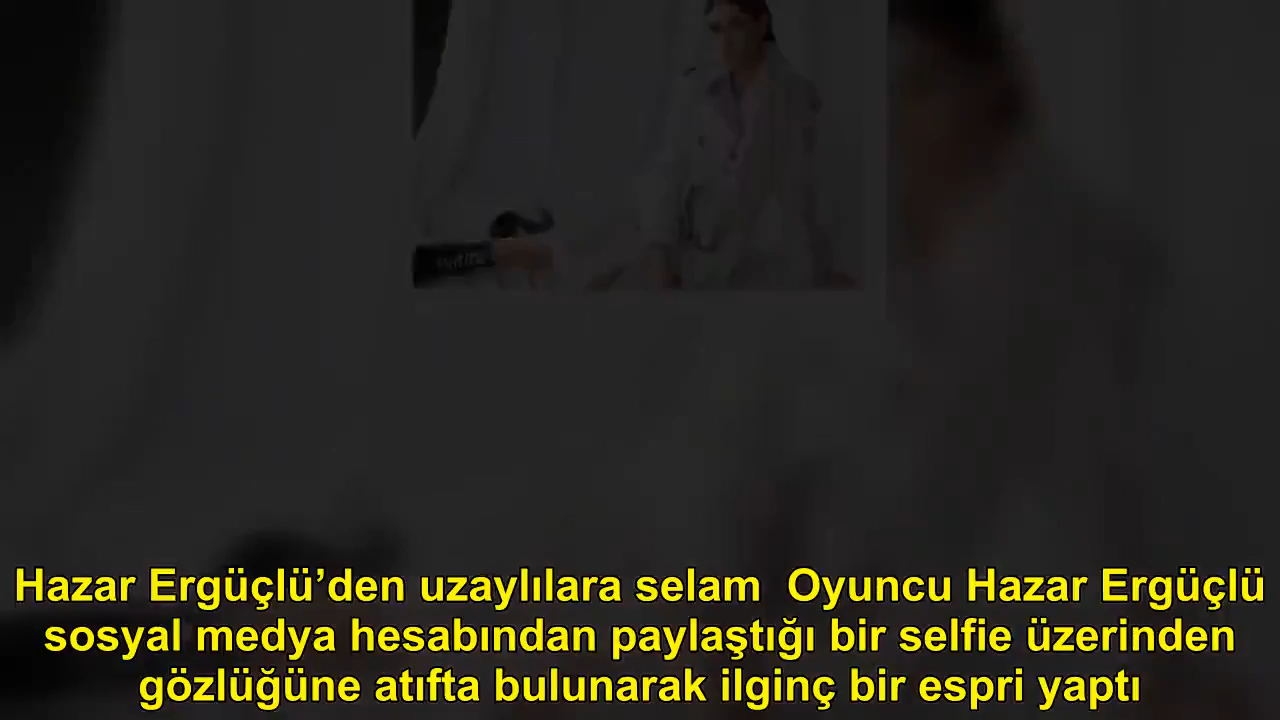 Hazar Ergüçlü’den uzaylılara selam  Oyuncu Hazar Ergüçlü
sosyal medya hesabından paylaştığı bir selfie üzerinden
gözlüğüne atıfta bulunarak ilginç bir espri yaptı